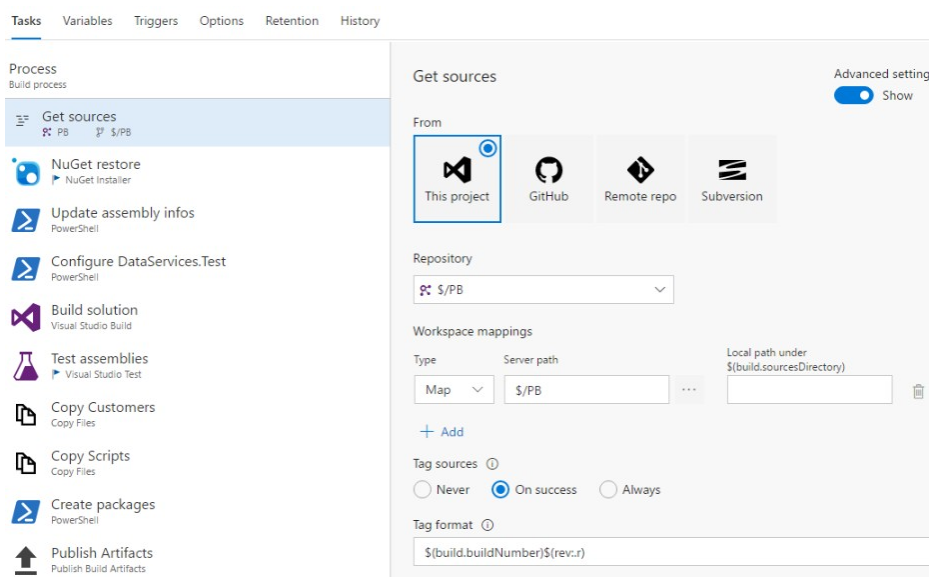 Tasks Variables Triggers Options Retention History
Process
Build process
Get sources
PB $/PB
NuGet restore
NuGet Installer
Update assembly infos
PowerShell
Configure DataServices.Test
PowerShell
Build solution
Visual Studio Build
Test assemblies
Visual Studio Test
Copy Customers
Copy Files
Copy Scripts
Copy Files
Create packages
PowerShell
Publish Artifacts
Publish Build Artifacts
Get sources
Advanced setting
Show
From
This project GitHub Remote repo Subversion
Repository
$/PB
Workspace mappings
Type Server path Local path under
$(build.sourcesDirectory)
Map $/PB ...
+ Add
Tag sources
Never On success Always
Tag format
$(build.buildNumber)$(rev:.r)